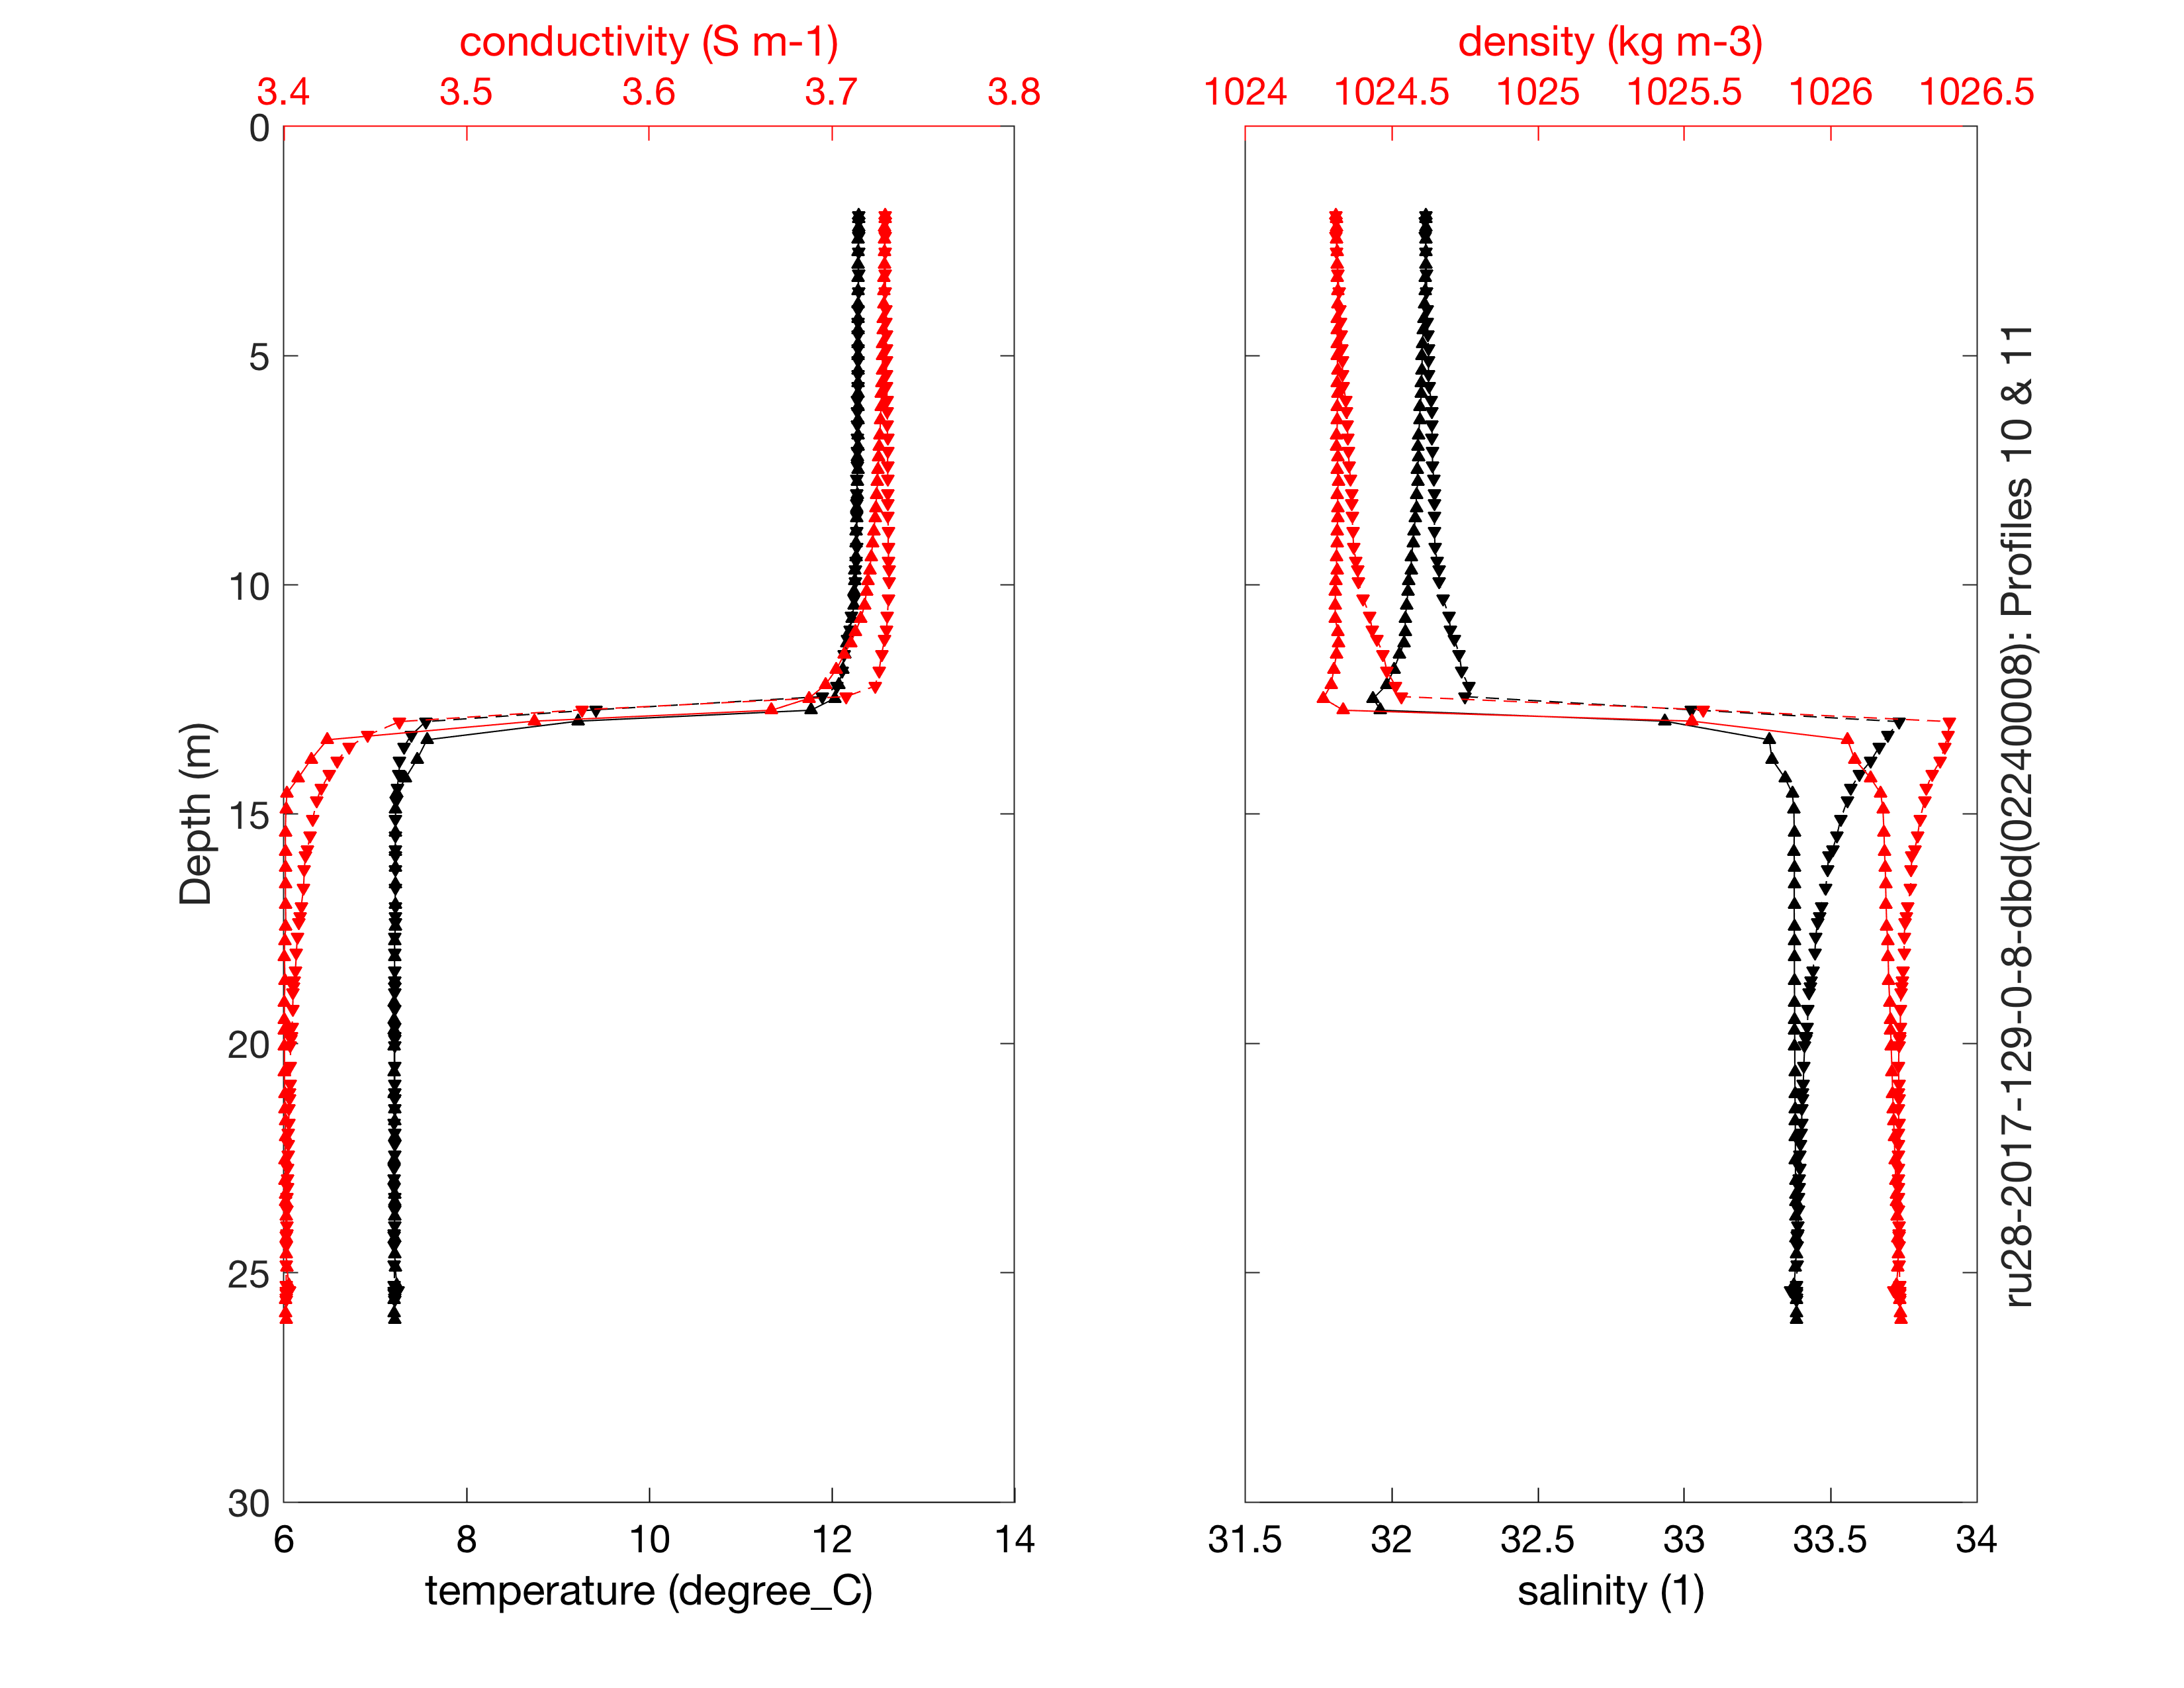 conductivity (S m-1)
3.4 3.5 3.6 3.7 3.8
density (kg m-3)
1024 1024.5 1025 1025.5 1026 1026.5
0
5
10
15
20
25
30
Depth (m)
6 8 10 12 14
temperature (degree_C)
31.5 32 32.5 33 33.5 34
salinity (1)
ru28-2017-129-0-8-dbd(02240008): Profiles 10 & 11